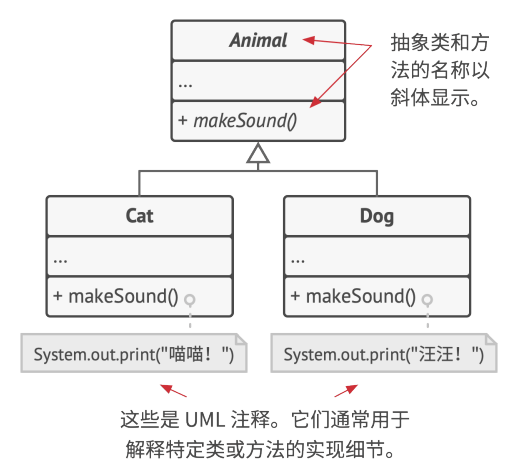 Animal
...
+ makeSound()
抽象类和方
法的名称以
斜体显示。
Cat
...
+ makeSound()
Dog
...
+ makeSound()
System.out.print("喵喵！")
System.out.print("汪汪！")
这些是 UML 注释。它们通常用于
解释特定类或方法的实现细节。